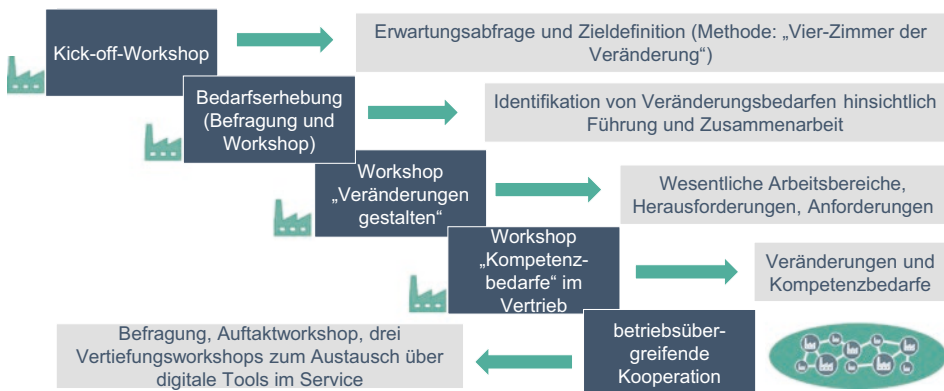 Kick-off-Workshop
Erwartungsabfrage und Zieldefinition (Methode: „Vier-Zimmer der
Veränderung“)
Bedarfserhebung
(Befragung und
Workshop)
Identifikation von Veränderungsbedarfen hinsichtlich
Führung und Zusammenarbeit
Workshop
„Veränderungen
gestalten“
Wesentliche Arbeitsbereiche,
Herausforderungen, Anforderungen
Workshop
„Kompetenz-
bedarfe“ im
Vertrieb
Veränderungen und
Kompetenzbedarfe
Befragung, Auftaktworkshop, drei
Vertiefungsworkshops zum Austausch über
digitale Tools im Service
betriebsüber-
greifende
Kooperation